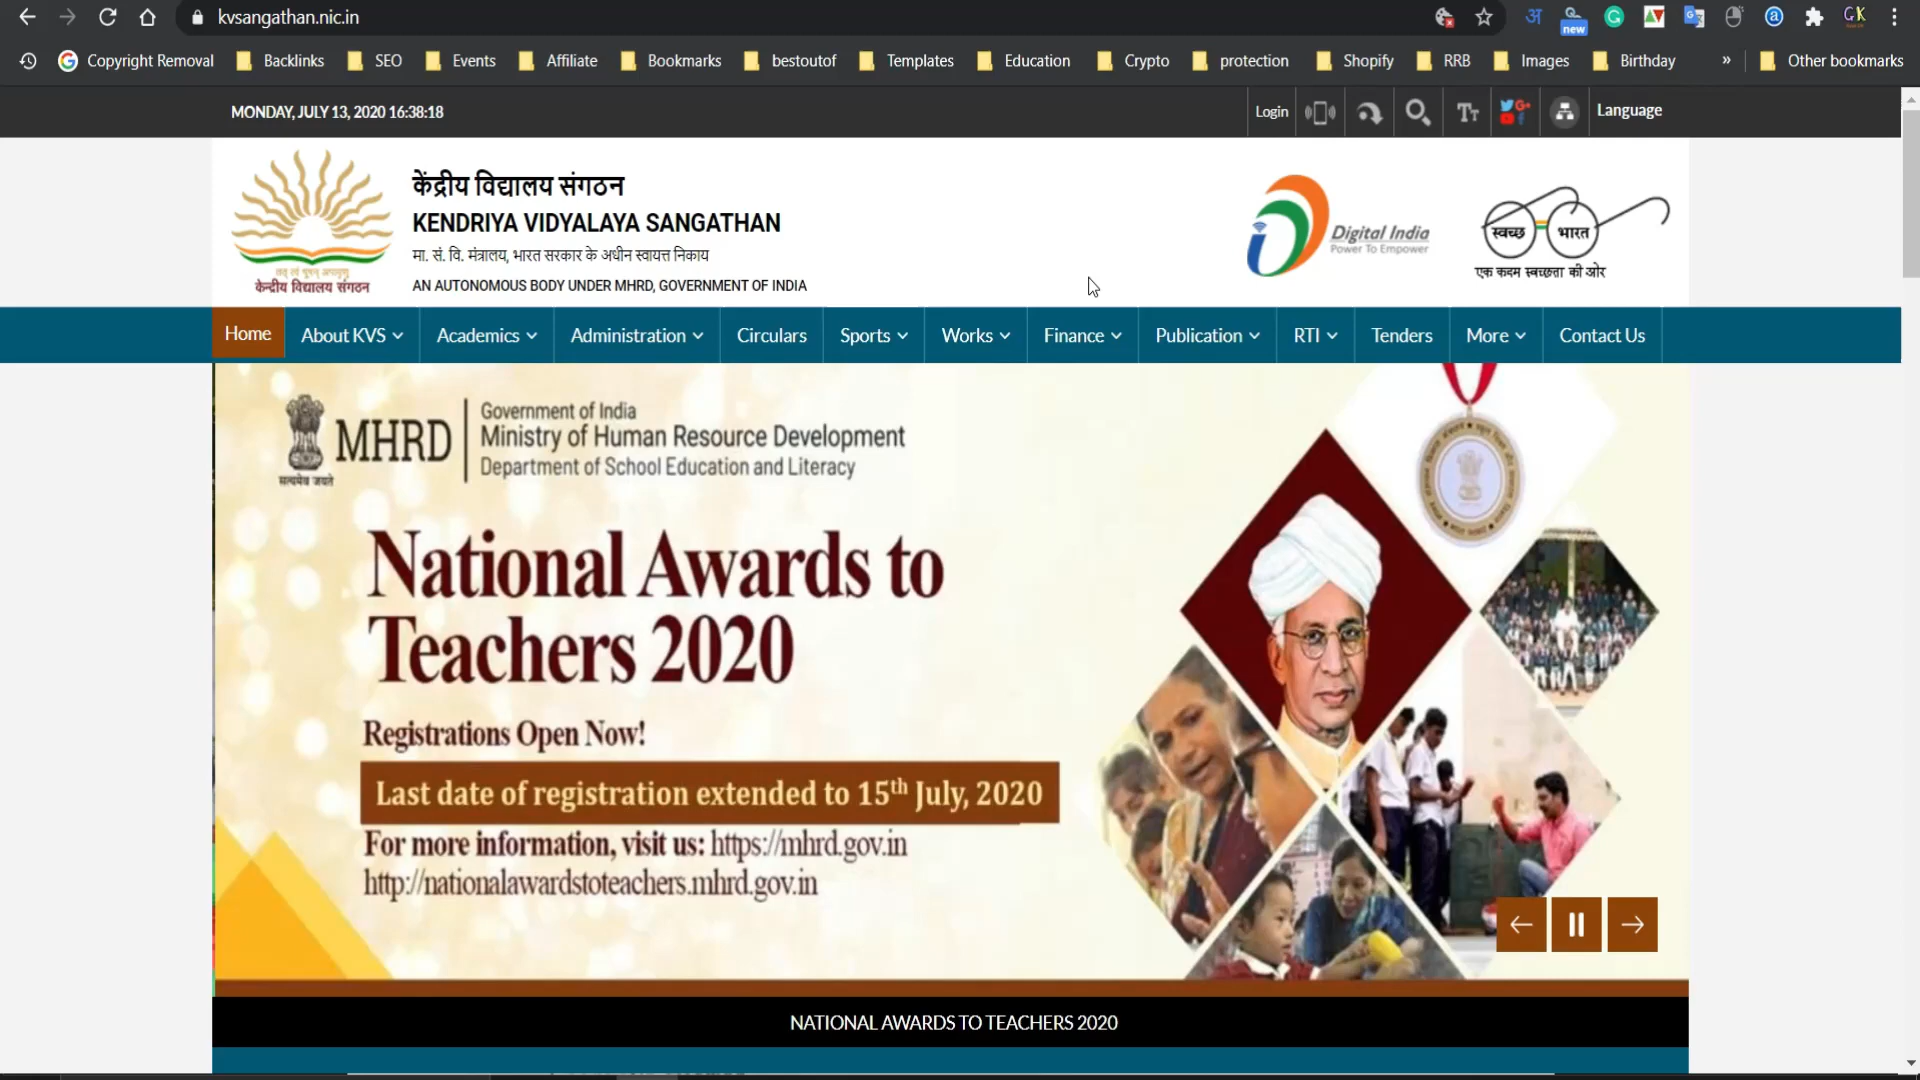 kvsangathan.nic.in
new
GK
Copyright Removal
Backlinks
SEO
Events
Affiliate
Bookmarks
bestoutof
Templates
Education
Crypto
protection
Shopify
RRB
Images
Birthday
»
Other bookmarks
MONDAY, JULY 13, 2020 16:38:18
Login
Language
केंद्रीय विद्यालय संगठन
KENDRIYA VIDYALAYA SANGATHAN
मा. सं. वि. मंत्रालय, भारत सरकार के अधीन स्वायत्त निकाय
AN AUTONOMOUS BODY UNDER MHRD, GOVERNMENT OF INDIA
केन्द्रीय विद्यालय संगठन
Digital India
Power To Empower
स्वच्छ भारत
एक कदम स्वच्छता की ओर
Home
About KVS
Academics
Administration
Circulars
Sports
Works
Finance
Publication
RTI
Tenders
More
Contact Us
सत्यमेव जयते
MHRD
Government of India
Ministry of Human Resource Development
Department of School Education and Literacy
National Awards to
Teachers 2020
Registrations Open Now!
Last date of registration extended to 15th July, 2020
For more information, visit us: https://mhrd.gov.in
http://nationalawardstoteachers.mhrd.gov.in
NATIONAL AWARDS TO TEACHERS 2020